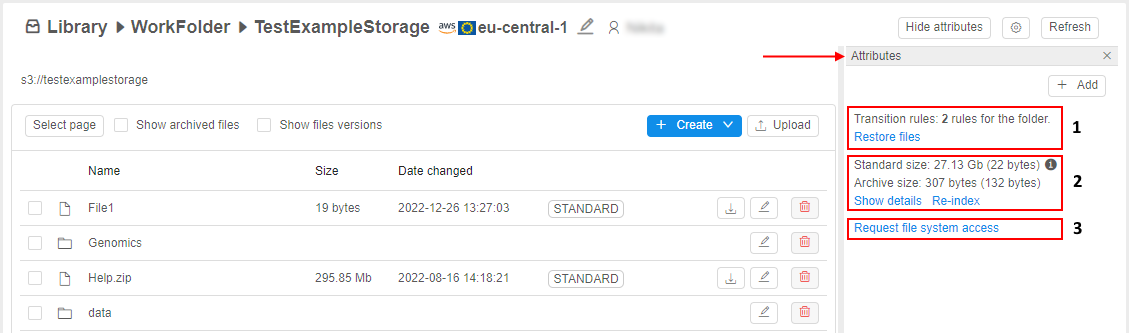 Library WorkFolder TestExampleStorage aws eu-central-1
Hide attributes Refresh
Attributes
s3://testexamplestorage
+ Add
Select page Show archived files Show files versions + Create Upload
Transition rules: 2 rules for the folder.
Restore files
1
Name Size Date changed
Standard size: 27.13 Gb (22 bytes) i
Archive size: 307 bytes (132 bytes)
Show details Re-index
2
File1 19 bytes 2022-12-26 13:27:03 STANDARD
Request file system access
3
Genomics
Help.zip 295.85 Mb 2022-08-16 14:18:21 STANDARD
data